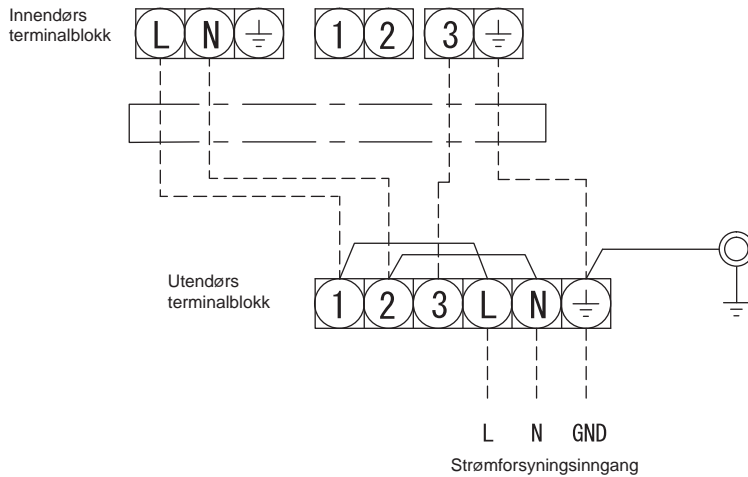 Innendørs
terminalblokk
L N 1 2 3
Utendørs
terminalblokk
1 2 3 L N
L N GND
Strømforsyningsinngang